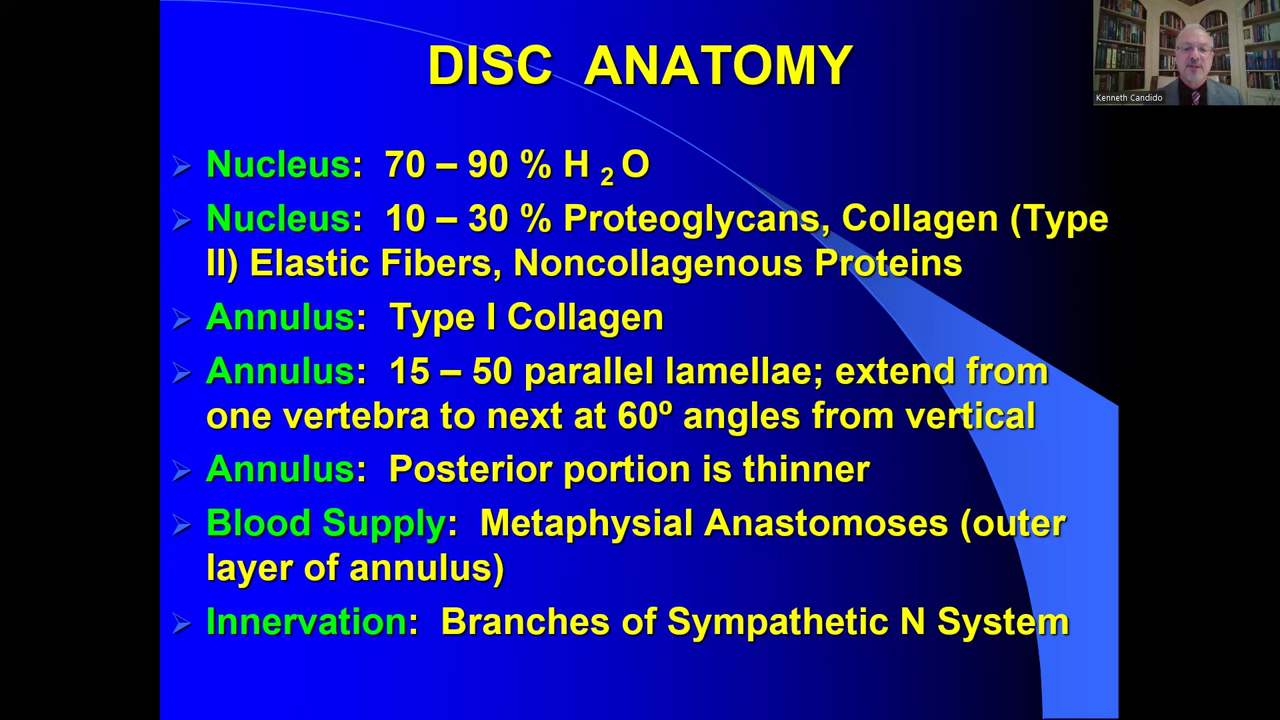 DISC ANATOMY
Kenneth Candido
Nucleus: 70 – 90 % H 2 O
Nucleus: 10 – 30 % Proteoglycans, Collagen (Type
II) Elastic Fibers, Noncollagenous Proteins
Annulus: Type I Collagen
Annulus: 15 – 50 parallel lamellae; extend from
one vertebra to next at 60º angles from vertical
Annulus: Posterior portion is thinner
Blood Supply: Metaphysial Anastomoses (outer
layer of annulus)
Innervation: Branches of Sympathetic N System